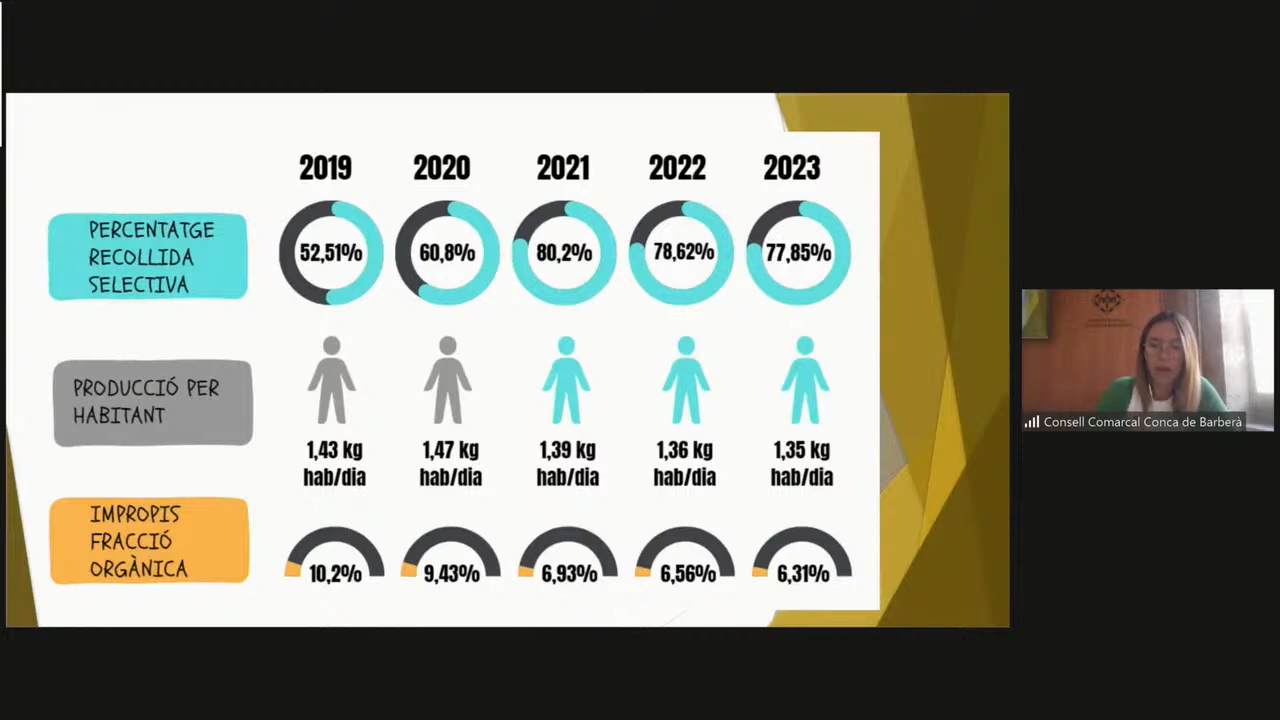 2019 2020 2021 2022 2023
PERCENTATGE
RECOLLIDA
SELECTIVA
52,51% 60,8% 80,2% 78,62% 77,85%
PRODUCCIÓ PER
HABITANT
1,43 kg 1,47 kg 1,39 kg 1,36 kg 1,35 kg
hab/dia hab/dia hab/dia hab/dia hab/dia
IMPROPIS
FRACCIÓ
ORGÀNICA
10,2% 9,43% 6,93% 6,56% 6,31%
Consell Comarcal Conca de Barberà